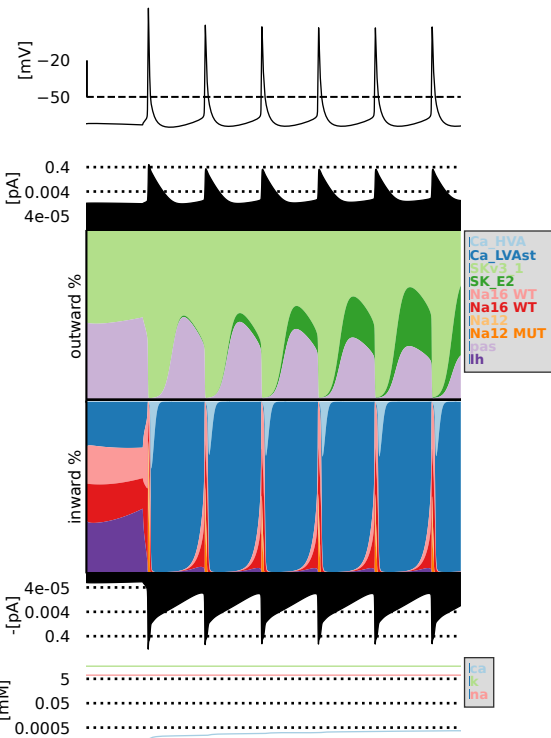 [mV]
−20
−50
[pA]
0.4
0.004
4e-05
outward %
Ca_HVA
Ca_LVAst
SKv3_1
SK_E2
Na16 WT
Na16 WT
Na12
Na12 MUT
pas
Ih
inward %
-[pA]
4e-05
0.004
0.4
[mM]
5
0.05
0.0005
ca
k
na